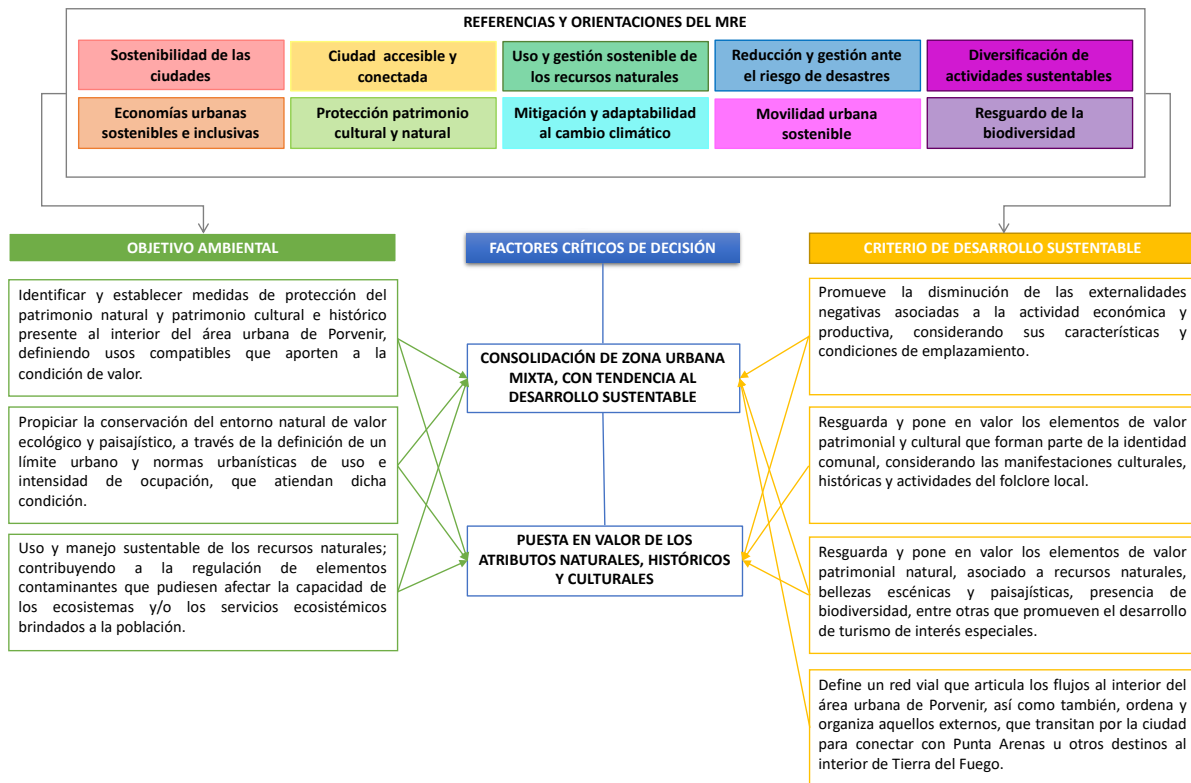 REFERENCIAS Y ORIENTACIONES DEL MRE
Sostenibilidad de las
ciudades
Ciudad accesible y
conectada
Uso y gestión sostenible de
los recursos naturales
Reducción y gestión ante
el riesgo de desastres
Diversificación de
actividades sustentables
Economías urbanas
sostenibles e inclusivas
Protección patrimonio
cultural y natural
Mitigación y adaptabilidad
al cambio climático
Movilidad urbana
sostenible
Resguardo de la
biodiversidad
OBJETIVO AMBIENTAL
Identificar y establecer medidas de protección del
patrimonio natural y patrimonio cultural e histórico
presente al interior del área urbana de Porvenir,
definiendo usos compatibles que aporten a la
condición de valor.
Propiciar la conservación del entorno natural de valor
ecológico y paisajístico, a través de la definición de un
límite urbano y normas urbanísticas de uso e
intensidad de ocupación, que atiendan dicha
condición.
Uso y manejo sustentable de los recursos naturales;
contribuyendo a la regulación de elementos
contaminantes que pudiesen afectar la capacidad de
los ecosistemas y/o los servicios ecosistémicos
brindados a la población.
FACTORES CRÍTICOS DE DECISIÓN
CONSOLIDACIÓN DE ZONA URBANA
MIXTA, CON TENDENCIA AL
DESARROLLO SUSTENTABLE
PUESTA EN VALOR DE LOS
ATRIBUTOS NATURALES, HISTÓRICOS
Y CULTURALES
CRITERIO DE DESARROLLO SUSTENTABLE
Promueve la disminución de las externalidades
negativas asociadas a la actividad económica y
productiva, considerando sus características y
condiciones de emplazamiento.
Resguarda y pone en valor los elementos de valor
patrimonial y cultural que forman parte de la identidad
comunal, considerando las manifestaciones culturales,
históricas y actividades del folclore local.
Resguarda y pone en valor los elementos de valor
patrimonial natural, asociado a recursos naturales,
bellezas escénicas y paisajísticas, presencia de
biodiversidad, entre otras que promueven el desarrollo
de turismo de interés especiales.
Define un red vial que articula los flujos al interior del
área urbana de Porvenir, así como también, ordena y
organiza aquellos externos, que transitan por la ciudad
para conectar con Punta Arenas u otros destinos al
interior de Tierra del Fuego.